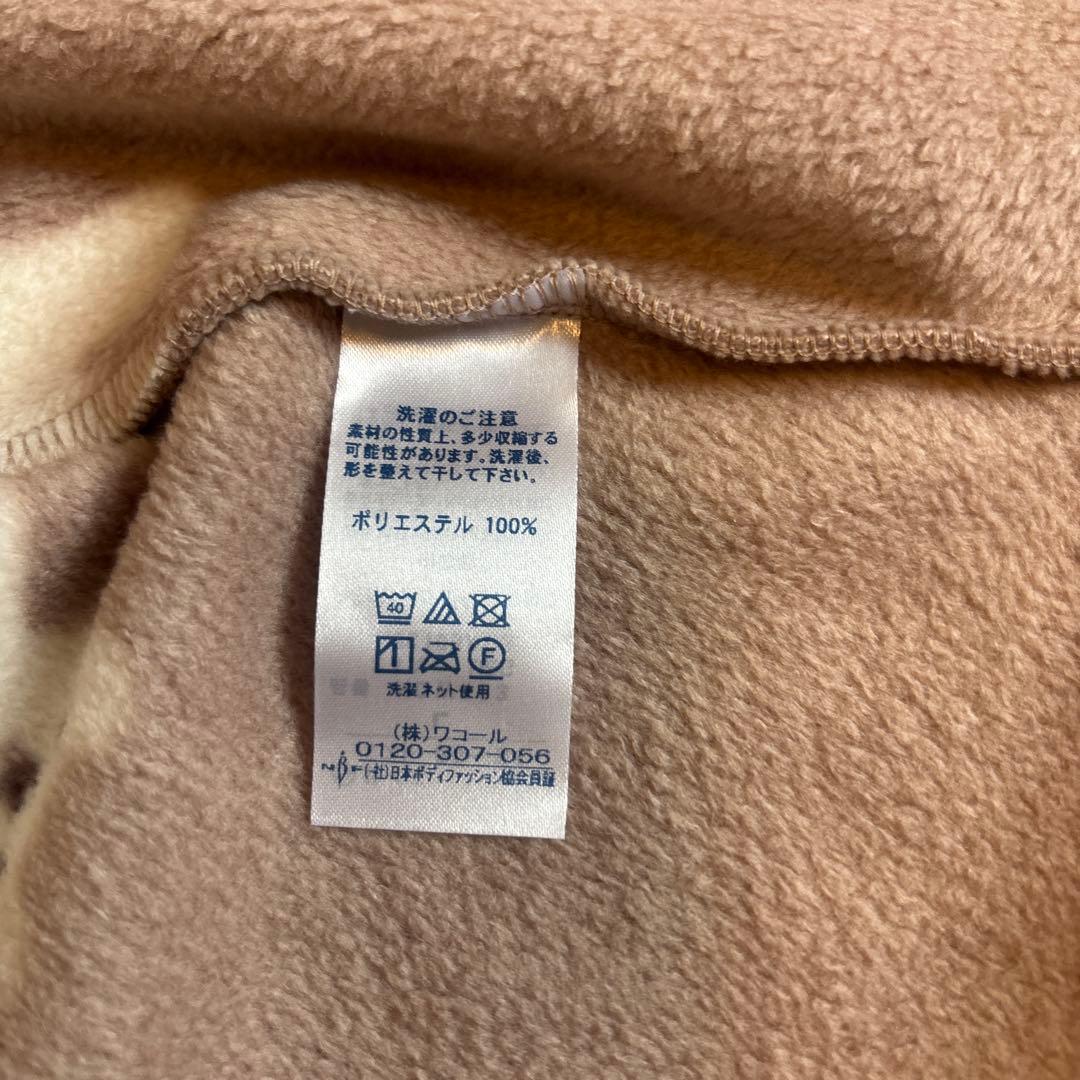 洗濯のご注意
素材の性質上、多少収縮する
可能性があります。洗濯後、
形を整えて干して下さい。
ポリエステル 100%
40
F
洗濯ネット使用
(株)ワコール
0120-307-056
(一社)日本ボディファッション協会員証